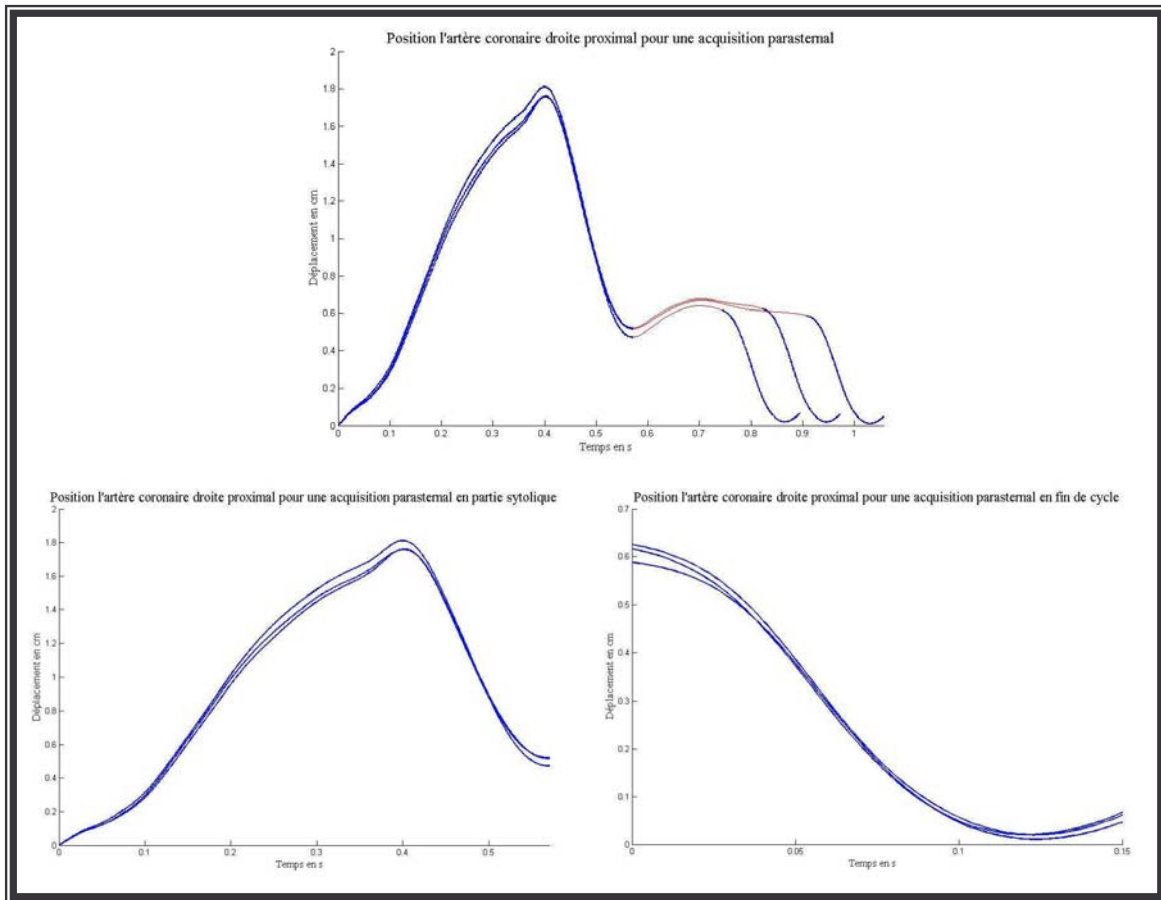 Position l'artère coronaire droite proximal pour une acquisition parasternal
2
1.8
1.6
1.4
1.2
1
0.8
0.6
0.4
0.2
0
Déplacement en cm
0 0.1 0.2 0.3 0.4 0.5 0.6 0.7 0.8 0.9 1
Temps en s
Position l'artère coronaire droite proximal pour une acquisition parasternal en partie sytolique
2
1.8
1.6
1.4
1.2
1
0.8
0.6
0.4
0.2
0
Déplacement en cm
0 0.1 0.2 0.3 0.4 0.5
Temps en s
Position l'artère coronaire droite proximal pour une acquisition parasternal en fin de cycle
0.7
0.6
0.5
0.4
0.3
0.2
0.1
0
Déplacement en cm
0 0.05 0.1 0.15
Temps en s